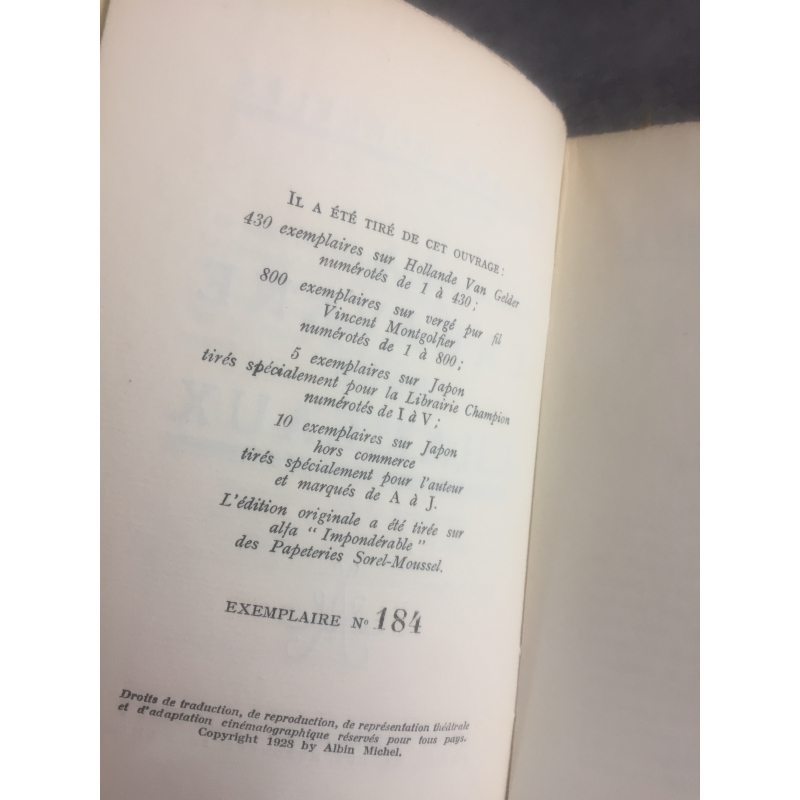 IL A ÉTÉ TIRÉ DE CET OUVRAGE :
430 exemplaires sur Hollande Van Gelder
numérotés de 1 à 430 ;
800 exemplaires sur vergé pur fil
Vincent Montgolfier
numérotés de 1 à 800 ;
5 exemplaires sur Japon
tirés spécialement pour la Librairie Champion
numérotés de I à V ;
10 exemplaires sur Japon
hors commerce
tirés spécialement pour l'auteur
et marqués de A à J.
L'édition originale a été tirée sur
alfa " Impondérable "
des Papeteries Sorel-Moussel.
EXEMPLAIRE N° 184
Droits de traduction, de reproduction, de représentation théâtrale
et d'adaptation cinématographique réservés pour tous pays.
Copyright 1928 by Albin Michel.